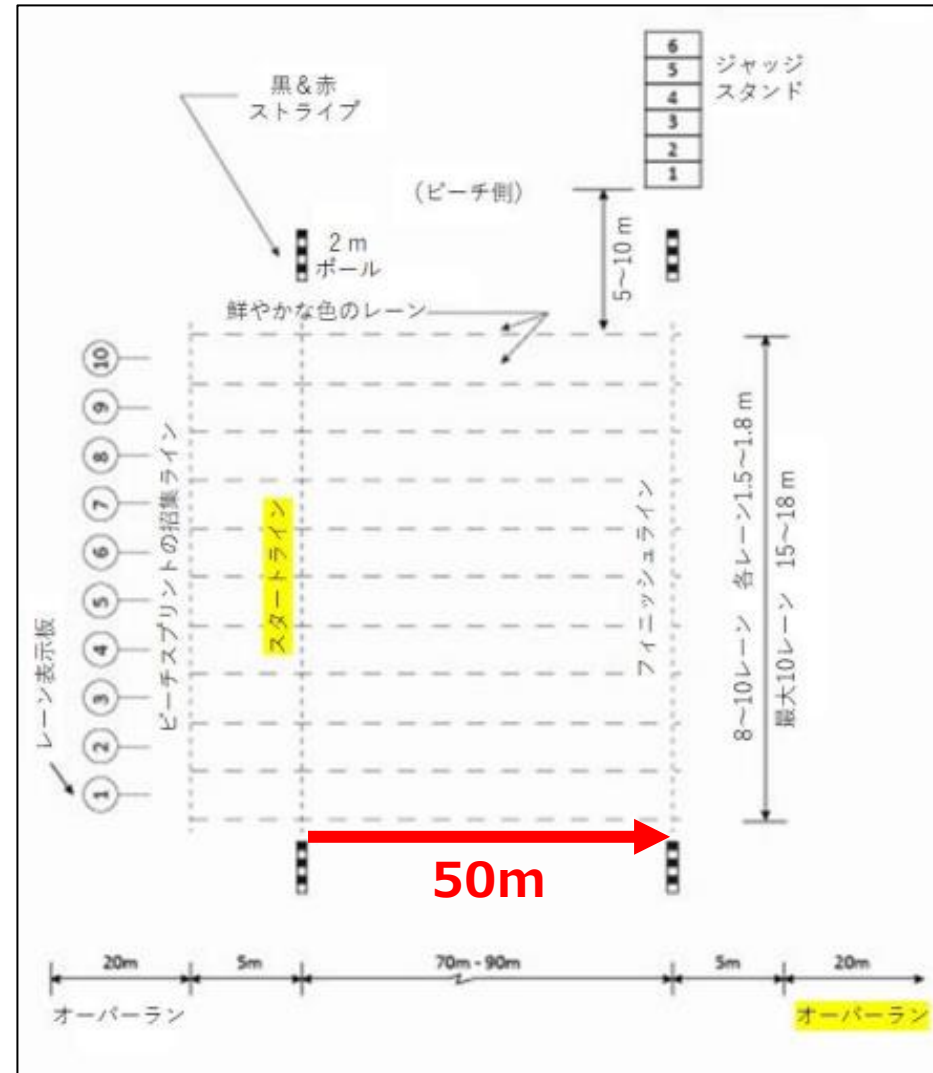 6
5
4
3
2
1
ジャッジ
スタンド
黒&赤
ストライプ
(ビーチ側)
2 m
ポール
5〜10 m
鮮やかな色のレーン
10
9
8
7
6
5
4
3
2
1
レーン表示板
ビーチスプリントの招集ライン
スタートライン
フィニッシュライン
8〜10レーン 各レーン1.5〜1.8 m
最大10レーン 15〜18 m
50m
20m
5m
70m - 90m
5m
20m
オーバーラン
オーバーラン